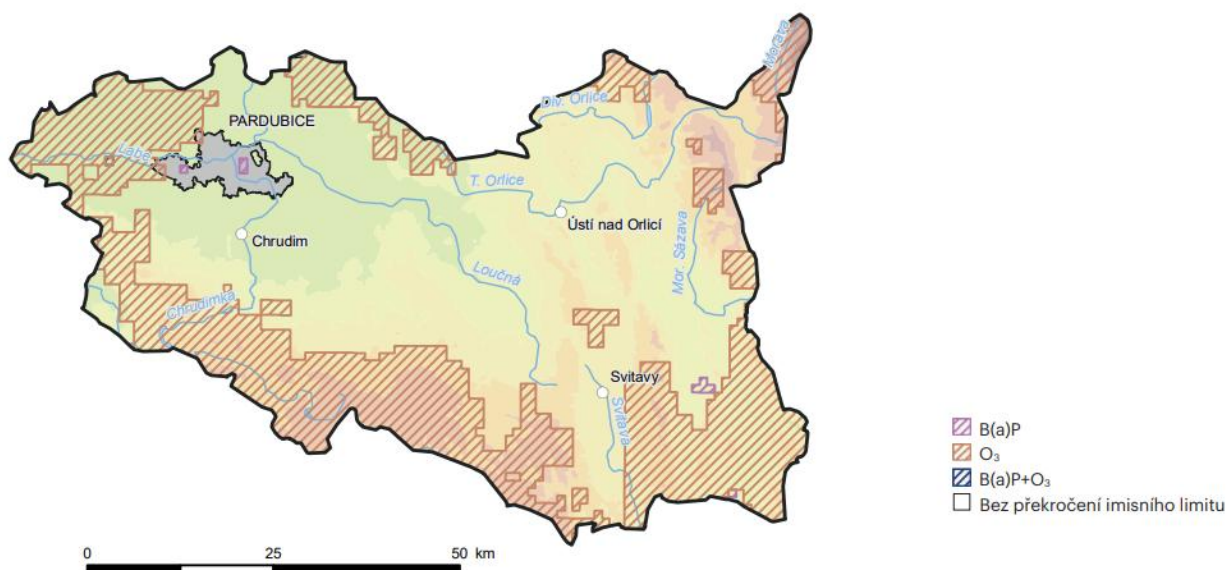 Morava
Div. Orlice
PARDUBICE
Labe
T. Orlice
Ústí nad Orlicí
Chrudim
Mor. Sázava
Loučná
Chrudimka
Svitavy
Svitava
B(a)P
O₃
B(a)P+O₃
Bez překročení imisního limitu
0 25 50 km